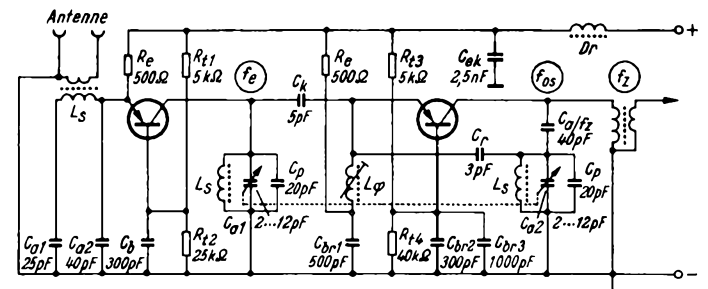 Antenne
Dr
+
Re
500Ω
Rt1
5kΩ
fe
Ck
5pF
Re
500Ω
Rt3
5kΩ
Cek
2,5nF
fos
fz
Ls
Ca/fz
40pF
Cr
3pF
Ls
Cp
20pF
Ca1
2...12pF
Lφ
Ls
Cp
20pF
Ca2
2...12pF
Ca1
25pF
Ca2
40pF
Cb
300pF
Rt2
25kΩ
Cbr1
500pF
Rt4
40kΩ
Cbr2
300pF
Cbr3
1000pF
-